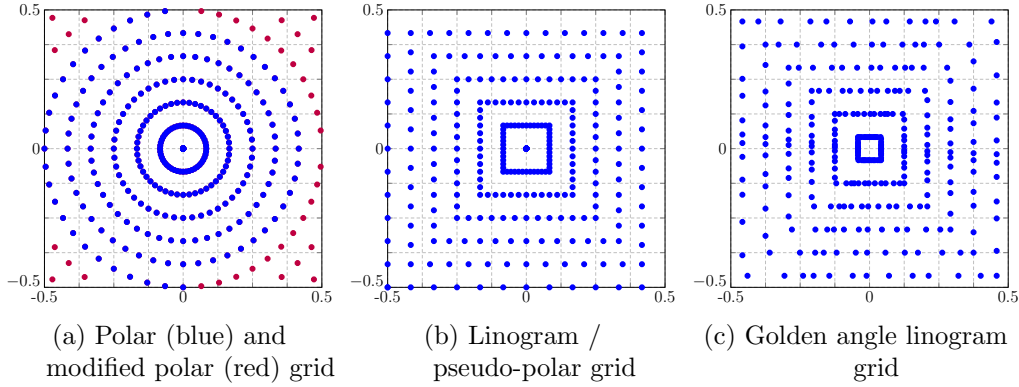 0.5
0
−0.5
-0.5 0 0.5
(a) Polar (blue) and
modified polar (red) grid
0.5
0
−0.5
-0.5 0 0.5
(b) Linogram /
pseudo-polar grid
0.5
0
−0.5
-0.5 0 0.5
(c) Golden angle linogram
grid